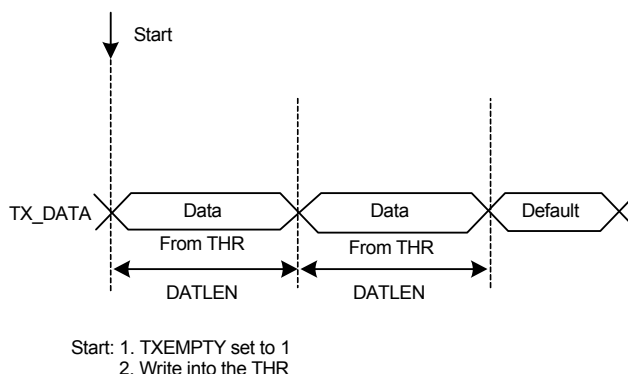 Start
TX_DATA
Data
Data
Default
From THR
From THR
DATLEN
DATLEN
Start: 1. TXEMPTY set to 1
2. Write into the THR